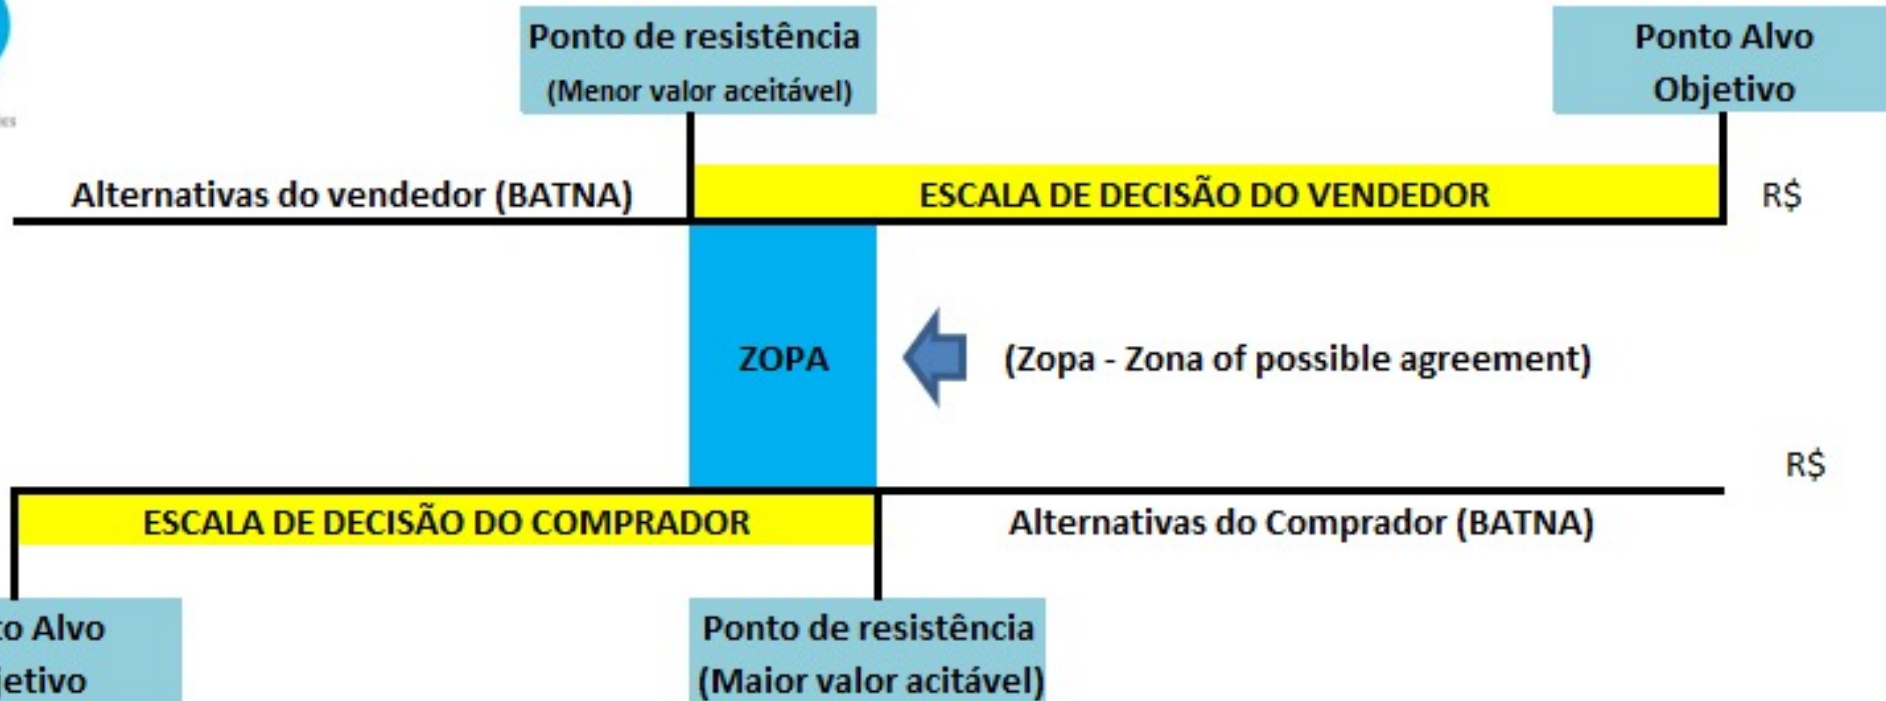 Ponto de resistência
(Menor valor aceitável)
Ponto Alvo
Objetivo
Alternativas do vendedor (BATNA)
ESCALA DE DECISÃO DO VENDEDOR
R$
ZOPA
(Zopa - Zona of possible agreement)
R$
ESCALA DE DECISÃO DO COMPRADOR
Alternativas do Comprador (BATNA)
Alvo
Ponto de resistência
(Maior valor acitável)